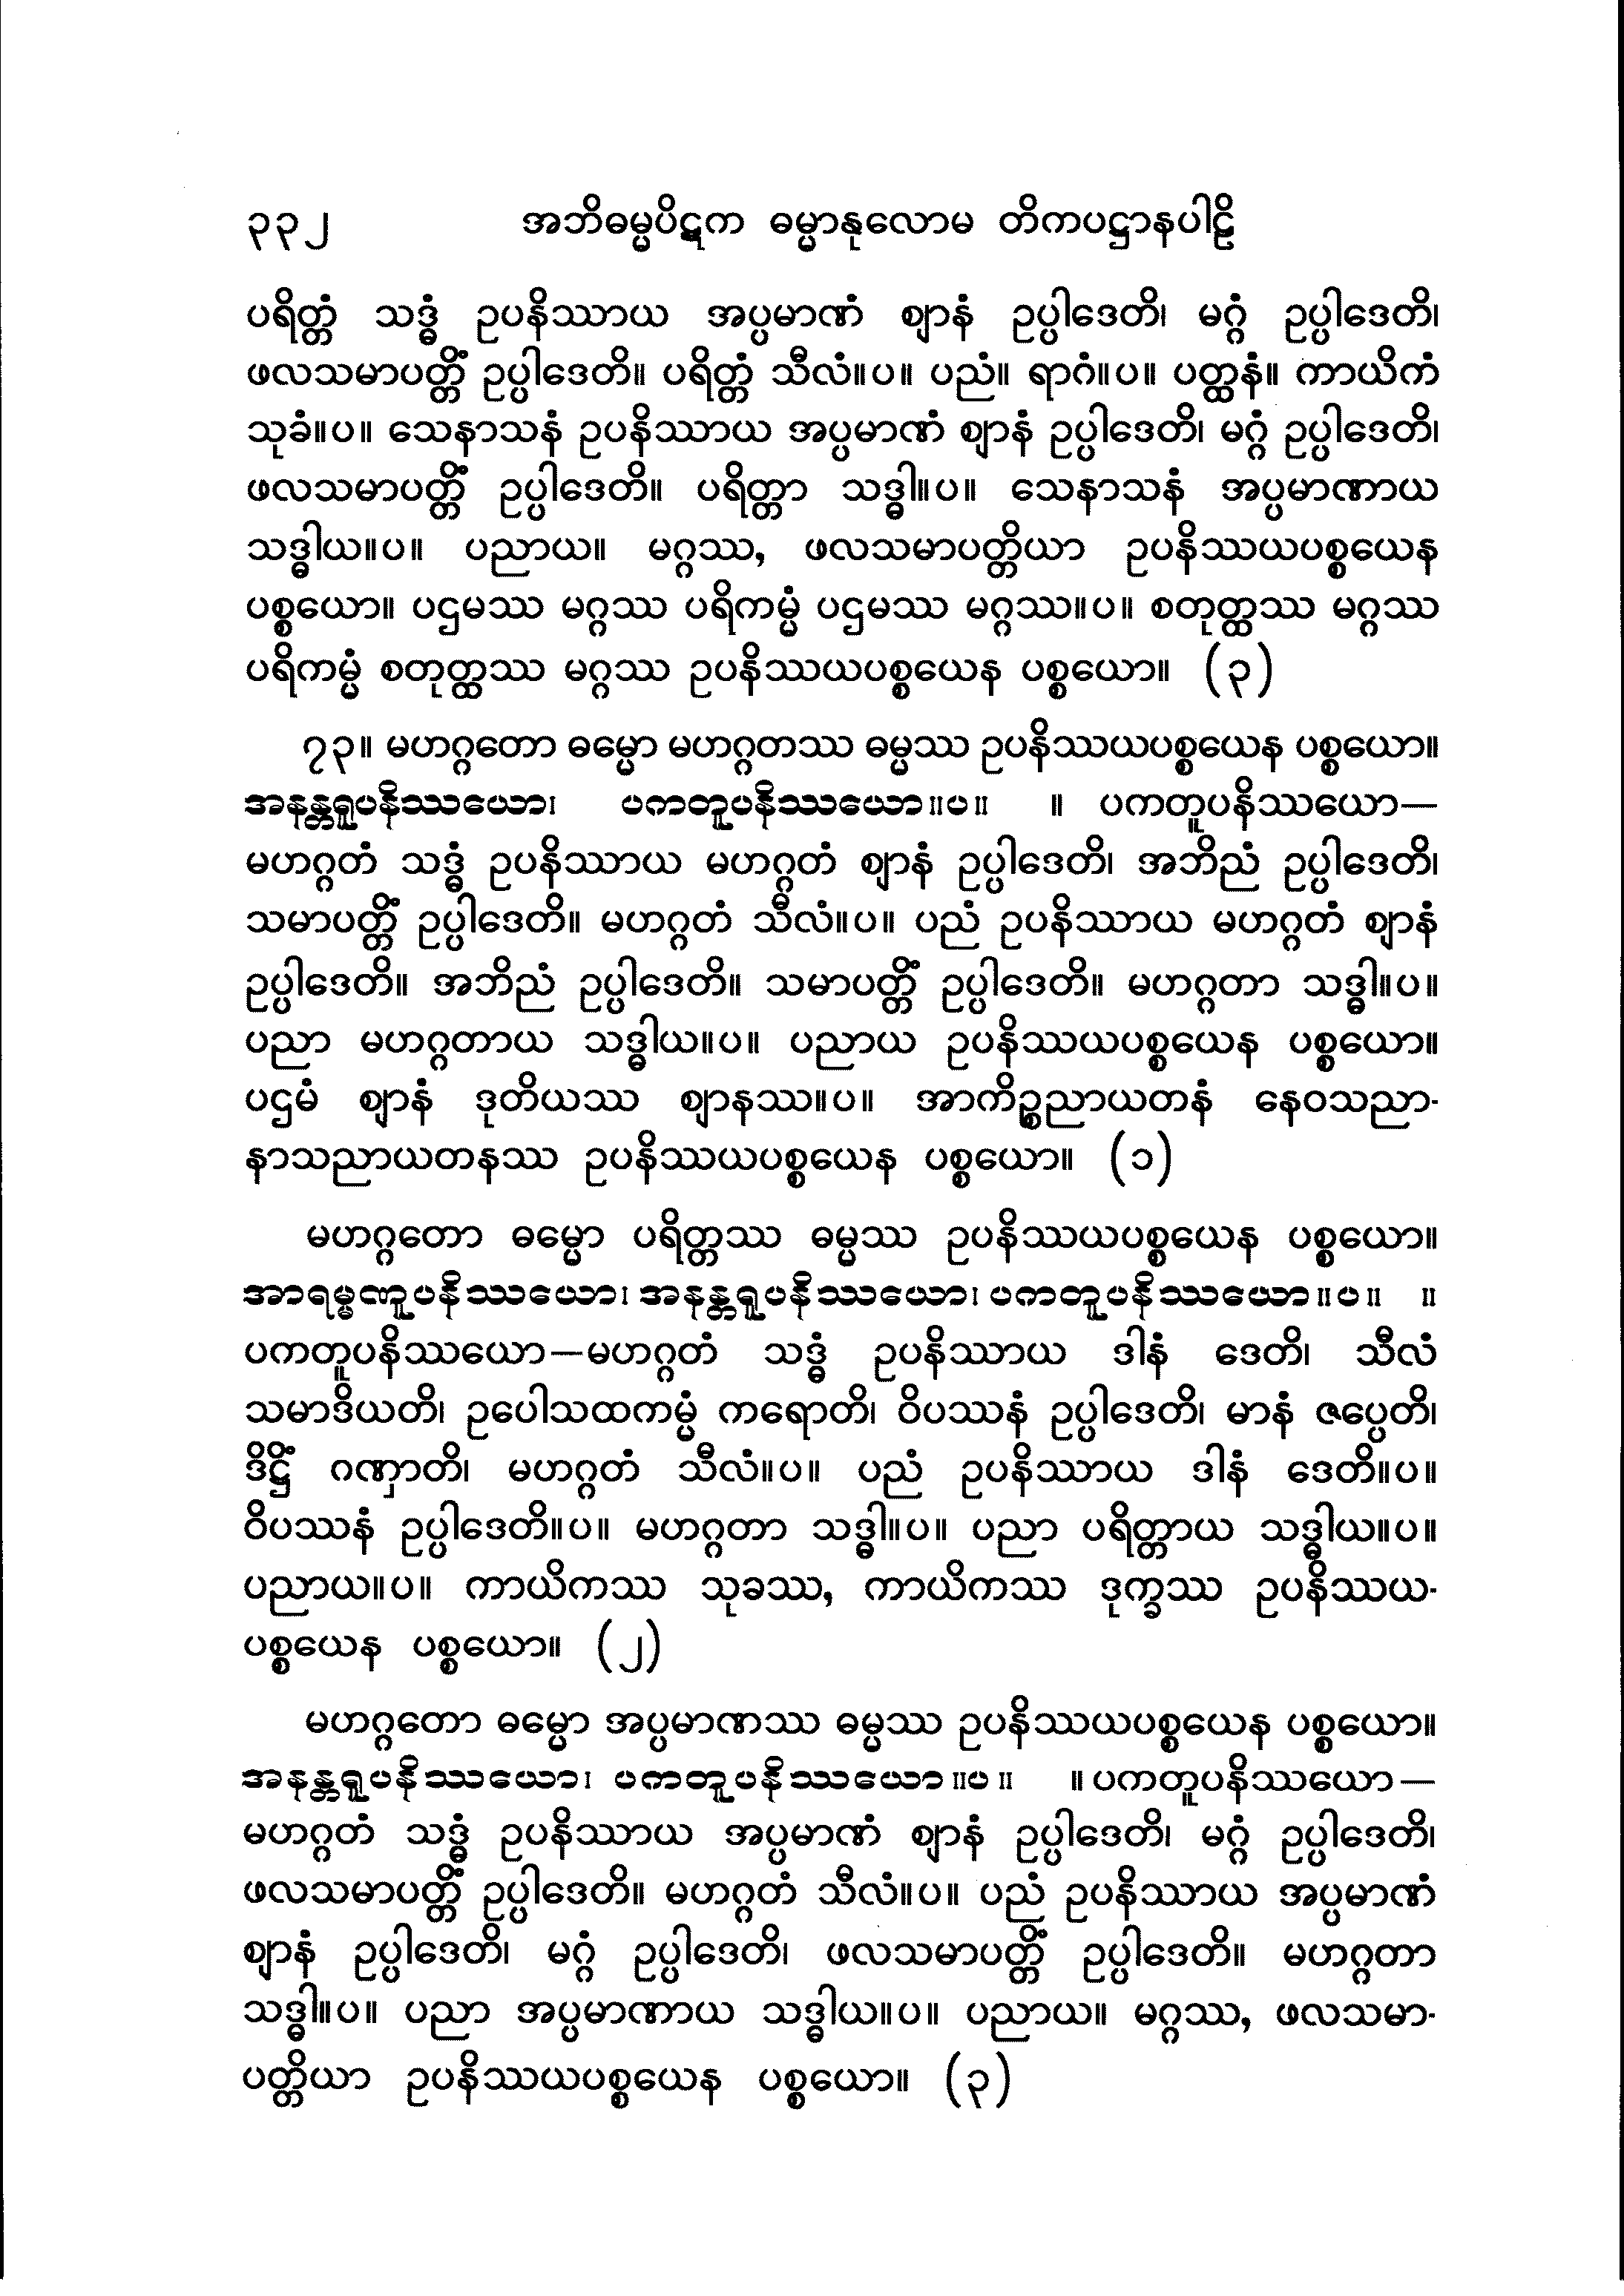 ၃၃၂ အဘိဓမ္မပိဋက ဓမ္မာနုလောမ တိကပဋ္ဌာနပါဠိ
ပရိတ္တံ သဒ္ဓံ ဥပနိဿာယ အပ္ပမာဏံ ဈာနံ ဥပ္ပါဒေတိ၊ မဂ္ဂံ ဥပ္ပါဒေတိ၊
ဖလသမာပတ္တိံ ဥပ္ပါဒေတိ။ ပရိတ္တံ သီလံ။ပ။ ပညံ။ ရာဂံ။ပ။ ပတ္ထနံ။ ကာယိကံ
သုခံ။ပ။ သေနာသနံ ဥပနိဿာယ အပ္ပမာဏံ ဈာနံ ဥပ္ပါဒေတိ၊ မဂ္ဂံ ဥပ္ပါဒေတိ၊
ဖလသမာပတ္တိံ ဥပ္ပါဒေတိ။ ပရိတ္တာ သဒ္ဓါ။ပ။ သေနာသနံ အပ္ပမာဏာယ
သဒ္ဓါယ။ပ။ ပညာယ။ မဂ္ဂဿ, ဖလသမာပတ္တိယာ ဥပနိဿယပစ္စယေန
ပစ္စယော။ ပဌမဿ မဂ္ဂဿ ပရိကမ္မံ ပဌမဿ မဂ္ဂဿ။ပ။ စတုတ္ထဿ မဂ္ဂဿ
ပရိကမ္မံ စတုတ္ထဿ မဂ္ဂဿ ဥပနိဿယပစ္စယေန ပစ္စယော။ (၃)
၇၃။ မဟဂ္ဂတော ဓမ္မော မဟဂ္ဂတဿ ဓမ္မဿ ဥပနိဿယပစ္စယေန ပစ္စယော။
အနန္တရူပနိဿယော၊ ပကတူပနိဿယော။ပ။ ။ ပကတူပနိဿယော—
မဟဂ္ဂတံ သဒ္ဓံ ဥပနိဿာယ မဟဂ္ဂတံ ဈာနံ ဥပ္ပါဒေတိ၊ အဘိညံ ဥပ္ပါဒေတိ၊
သမာပတ္တိံ ဥပ္ပါဒေတိ။ မဟဂ္ဂတံ သီလံ။ပ။ ပညံ ဥပနိဿာယ မဟဂ္ဂတံ ဈာနံ
ဥပ္ပါဒေတိ။ အဘိညံ ဥပ္ပါဒေတိ။ သမာပတ္တိံ ဥပ္ပါဒေတိ။ မဟဂ္ဂတာ သဒ္ဓါ။ပ။
ပညာ မဟဂ္ဂတာယ သဒ္ဓါယ။ပ။ ပညာယ ဥပနိဿယပစ္စယေန ပစ္စယော။
ပဌမံ ဈာနံ ဒုတိယဿ ဈာနဿ။ပ။ အာကိဉ္စညာယတနံ နေဝသညာ-
နာသညာယတနဿ ဥပနိဿယပစ္စယေန ပစ္စယော။ (၁)
မဟဂ္ဂတော ဓမ္မော ပရိတ္တဿ ဓမ္မဿ ဥပနိဿယပစ္စယေန ပစ္စယော။
အာရမ္မဏူပနိဿယော၊ အနန္တရူပနိဿယော၊ ပကတူပနိဿယော။ပ။ ။
ပကတူပနိဿယော—မဟဂ္ဂတံ သဒ္ဓံ ဥပနိဿာယ ဒါနံ ဒေတိ၊ သီလံ
သမာဒိယတိ၊ ဥပေါသထကမ္မံ ကရောတိ၊ ဝိပဿနံ ဥပ္ပါဒေတိ၊ မာနံ ဇပ္ပေတိ၊
ဒိဋ္ဌိံ ဂဏှာတိ၊ မဟဂ္ဂတံ သီလံ။ပ။ ပညံ ဥပနိဿာယ ဒါနံ ဒေတိ။ပ။
ဝိပဿနံ ဥပ္ပါဒေတိ။ပ။ မဟဂ္ဂတာ သဒ္ဓါ။ပ။ ပညာ ပရိတ္တာယ သဒ္ဓါယ။ပ။
ပညာယ။ပ။ ကာယိကဿ သုခဿ, ကာယိကဿ ဒုက္ခဿ ဥပနိဿယ-
ပစ္စယေန ပစ္စယော။ (၂)
မဟဂ္ဂတော ဓမ္မော အပ္ပမာဏဿ ဓမ္မဿ ဥပနိဿယပစ္စယေန ပစ္စယော။
အနန္တရူပနိဿယော၊ ပကတူပနိဿယော။ပ။ ။ ပကတူပနိဿယော—
မဟဂ္ဂတံ သဒ္ဓံ ဥပနိဿာယ အပ္ပမာဏံ ဈာနံ ဥပ္ပါဒေတိ၊ မဂ္ဂံ ဥပ္ပါဒေတိ၊
ဖလသမာပတ္တိံ ဥပ္ပါဒေတိ။ မဟဂ္ဂတံ သီလံ။ပ။ ပညံ ဥပနိဿာယ အပ္ပမာဏံ
ဈာနံ ဥပ္ပါဒေတိ၊ မဂ္ဂံ ဥပ္ပါဒေတိ၊ ဖလသမာပတ္တိံ ဥပ္ပါဒေတိ။ မဟဂ္ဂတာ
သဒ္ဓါ။ပ။ ပညာ အပ္ပမာဏာယ သဒ္ဓါယ။ပ။ ပညာယ။ မဂ္ဂဿ, ဖလသမာ-
ပတ္တိယာ ဥပနိဿယပစ္စယေန ပစ္စယော။ (၃)